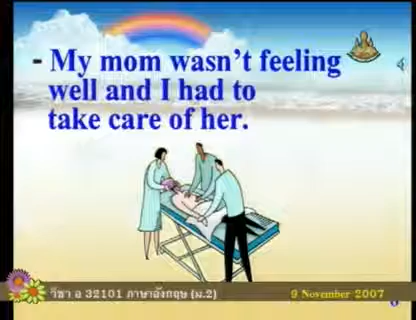 - My mom wasn't feeling
well and I had to
take care of her.
วิชา อ 32101 ภาษาอังกฤษ (ม.2) 9 November 2007